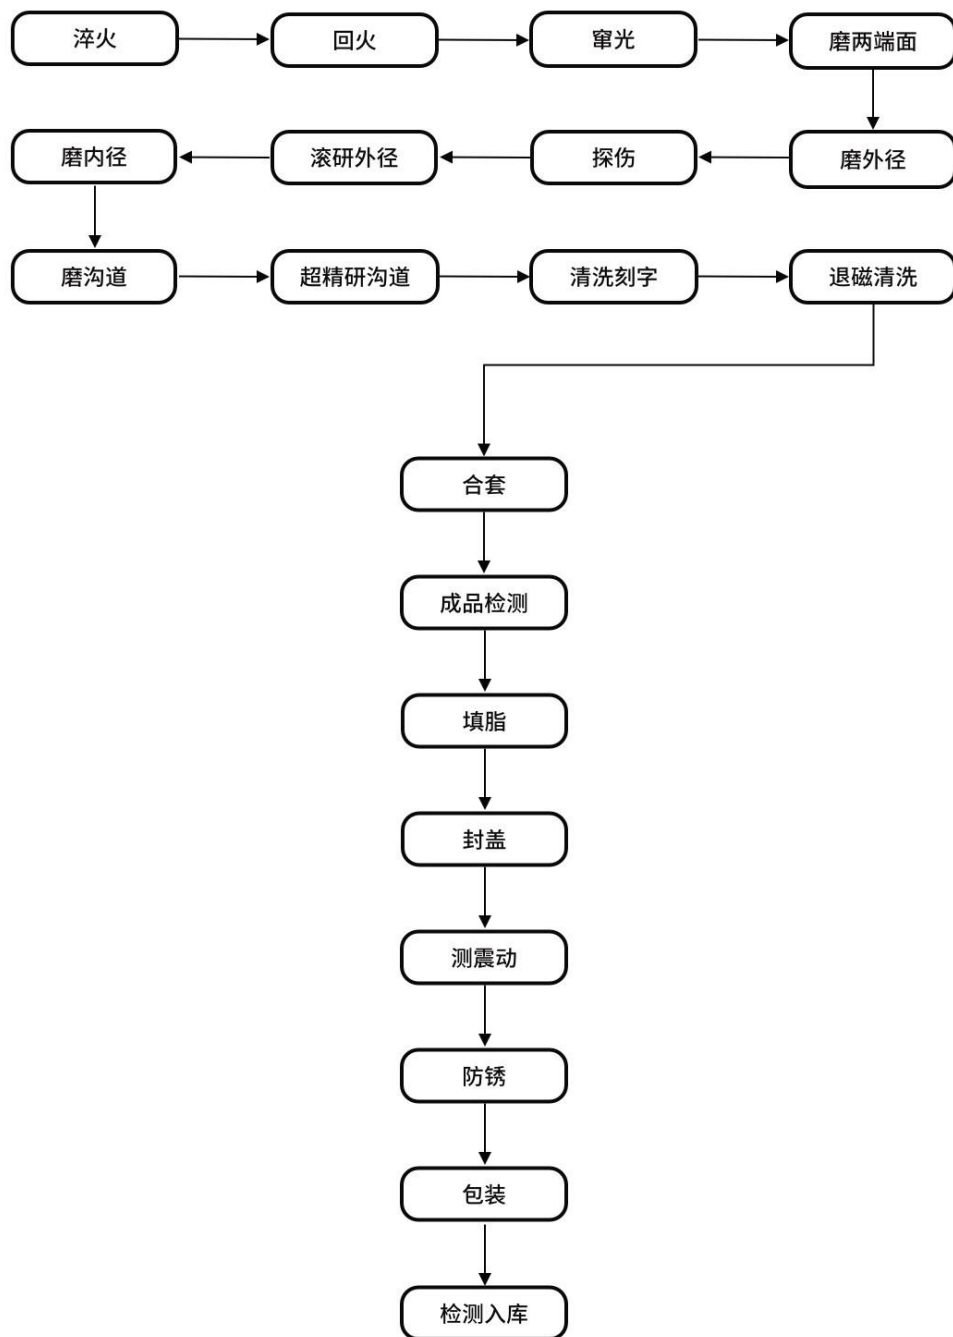 淬火
回火
窜光
磨两端面
磨外径
探伤
滚研外径
磨内径
磨沟道
超精研沟道
清洗刻字
退磁清洗
合套
成品检测
填脂
封盖
测震动
防锈
包装
检测入库